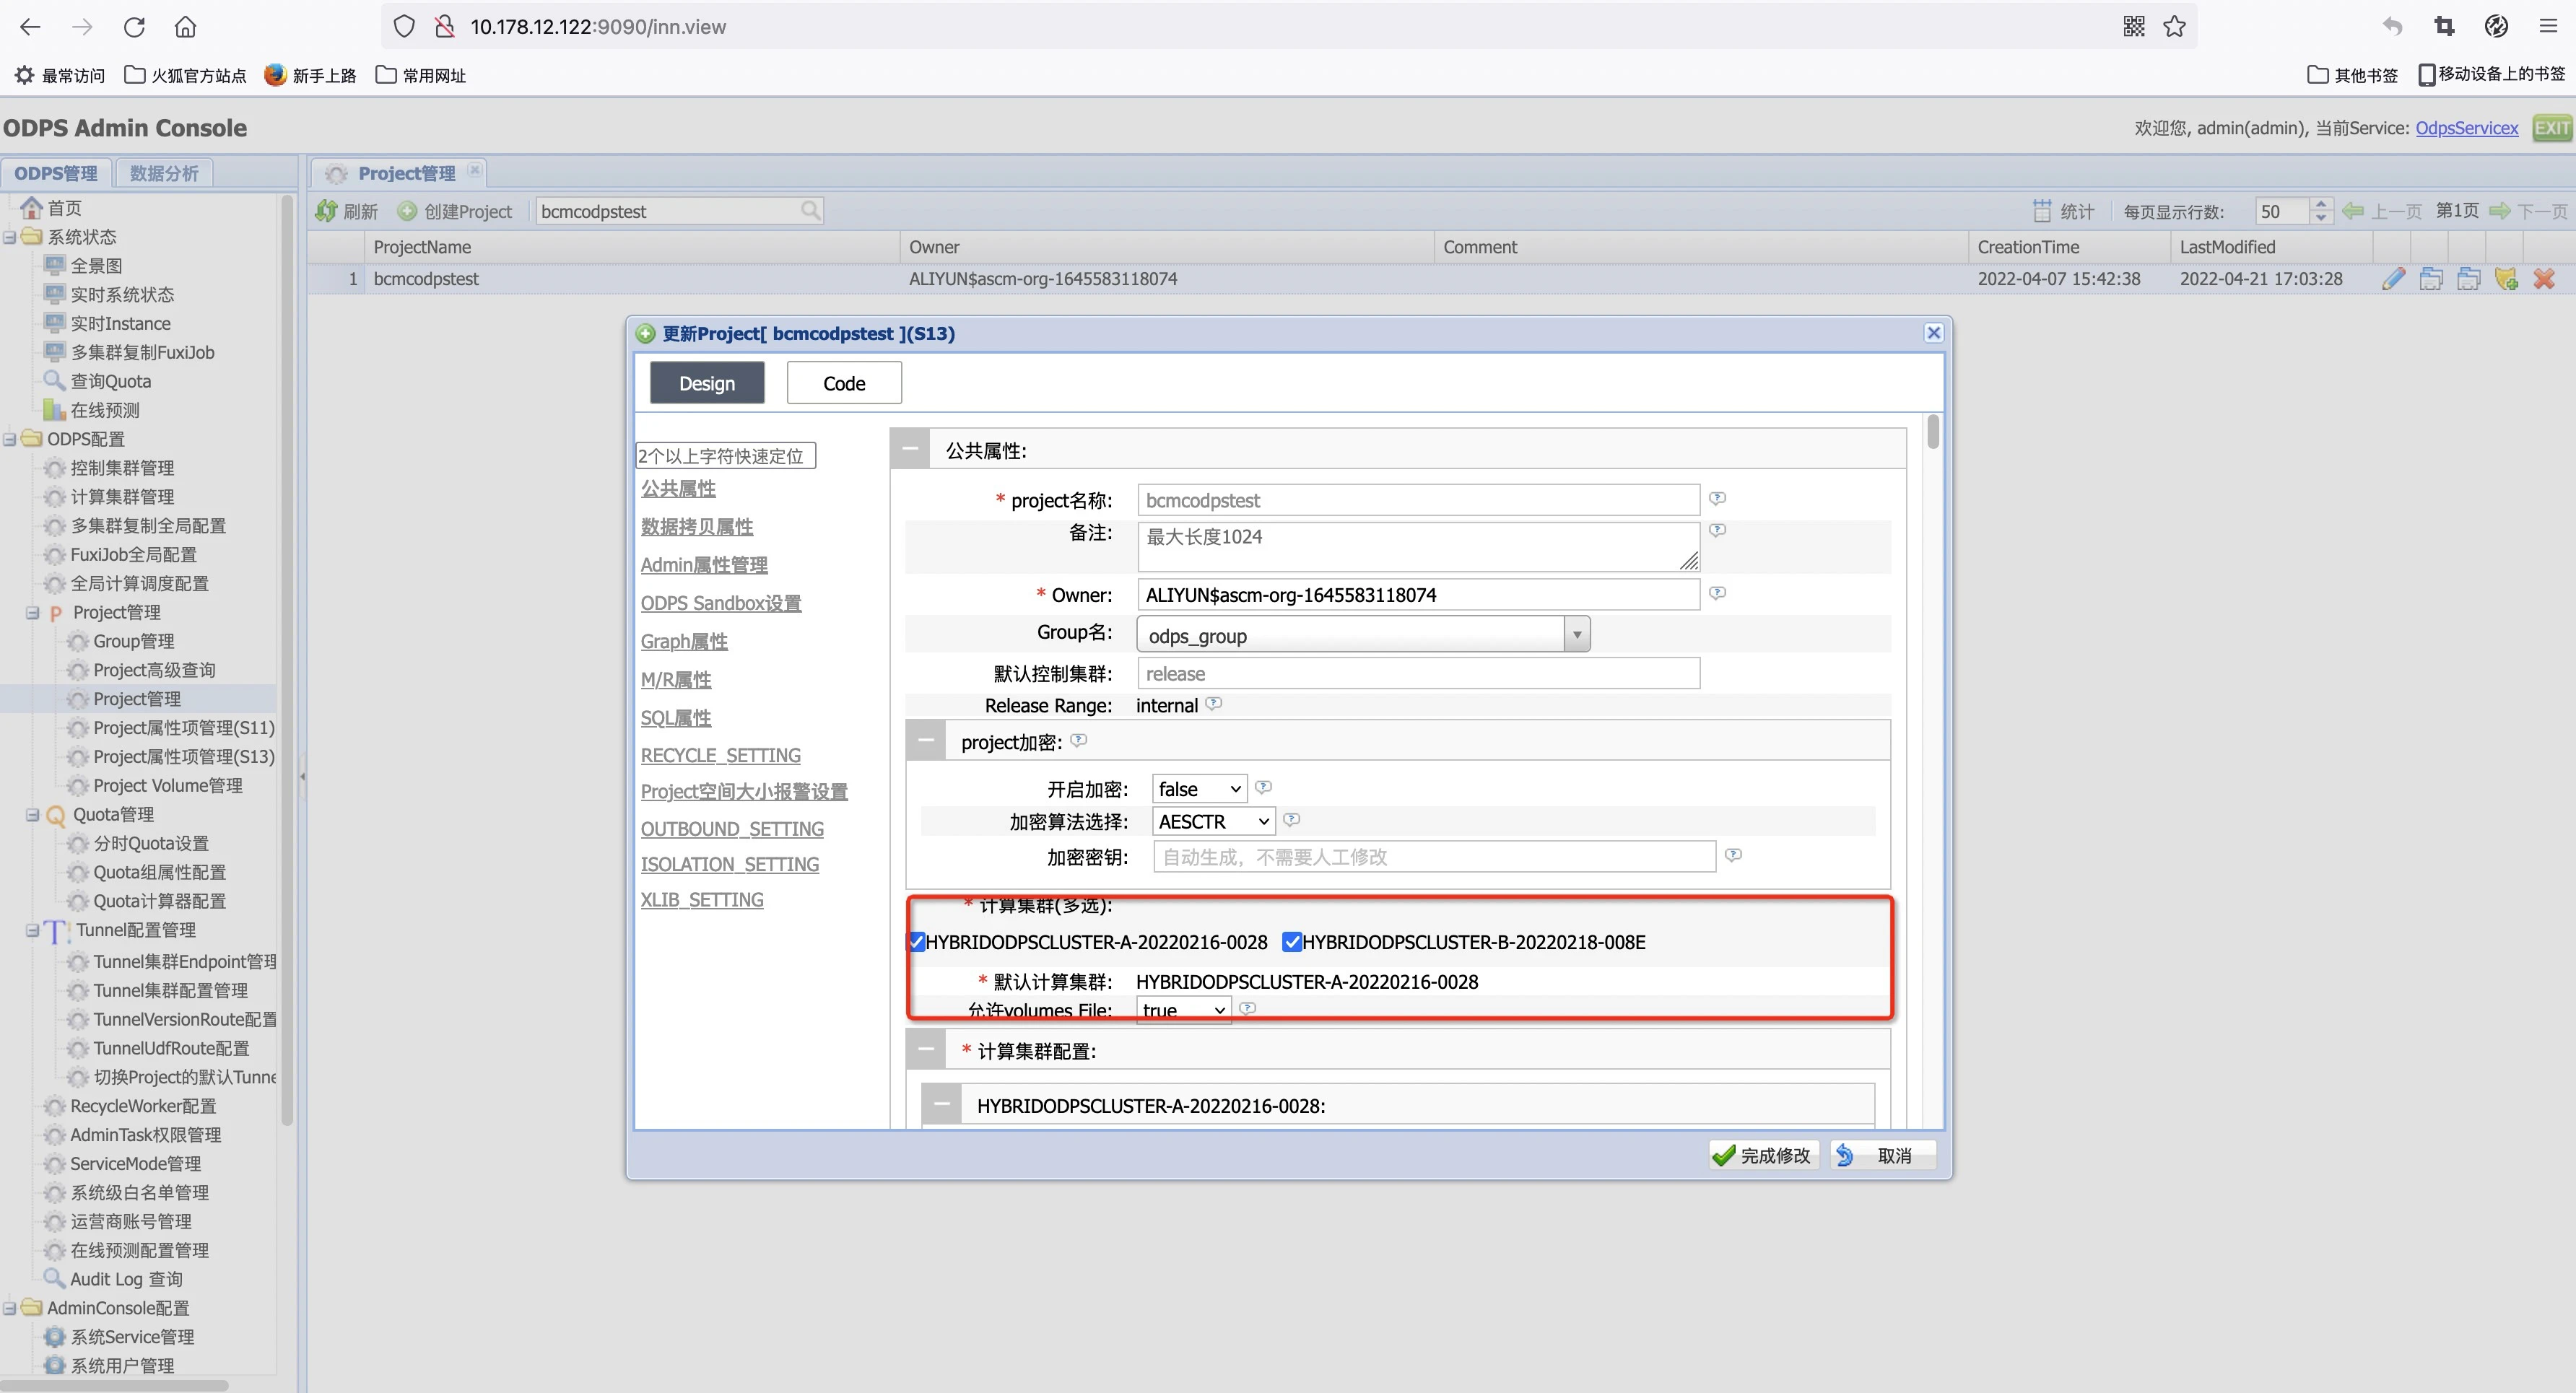 10.178.12.122:9090/inn.view
最常访问 火狐官方站点 新手上路 常用网址 其他书签 移动设备上的书签
ODPS Admin Console
欢迎您, admin(admin), 当前Service: OdpsServicex EXIT
ODPS管理 数据分析
首页
系统状态
全景图
实时系统状态
实时Instance
多集群复制FuxiJob
查询Quota
在线预测
ODPS配置
控制集群管理
计算集群管理
多集群复制全局配置
FuxiJob全局配置
全局计算调度配置
Project管理
Group管理
Project高级查询
Project管理
Project属性项管理(S11)
Project属性项管理(S13)
Project Volume管理
Quota管理
分时Quota设置
Quota组属性配置
Quota计算器配置
Tunnel配置管理
Tunnel集群Endpoint管理
Tunnel集群配置管理
TunnelVersionRoute配置
TunnelUdfRoute配置
切换Project的默认Tunne
RecycleWorker配置
AdminTask权限管理
ServiceMode管理
系统级白名单管理
运营商账号管理
在线预测配置管理
Audit Log 查询
AdminConsole配置
系统Service管理
系统用户管理
Project管理
刷新 创建Project bcmcodpstest 统计 每页显示行数: 50 上一页 第1页 下一页
ProjectName Owner Comment CreationTime LastModified
1 bcmcodpstest ALIYUN$ascm-org-1645583118074 2022-04-07 15:42:38 2022-04-21 17:03:28
更新Project[ bcmcodpstest ](S13)
Design Code
2个以上字符快速定位
公共属性
数据拷贝属性
Admin属性管理
ODPS Sandbox设置
Graph属性
M/R属性
SQL属性
RECYCLE_SETTING
Project空间大小报警设置
OUTBOUND_SETTING
ISOLATION_SETTING
XLIB_SETTING
公共属性:
* project名称: bcmcodpstest
备注: 最大长度1024
* Owner: ALIYUN$ascm-org-1645583118074
Group名: odps_group
默认控制集群: release
Release Range: internal
project加密:
开启加密: false
加密算法选择: AESCTR
加密密钥: 自动生成，不需要人工修改
* 计算集群(多选):
HYBRIDODPSCLUSTER-A-20220216-0028 HYBRIDODPSCLUSTER-B-20220218-008E
* 默认计算集群: HYBRIDODPSCLUSTER-A-20220216-0028
允许volumes File: true
* 计算集群配置:
HYBRIDODPSCLUSTER-A-20220216-0028:
完成修改 取消